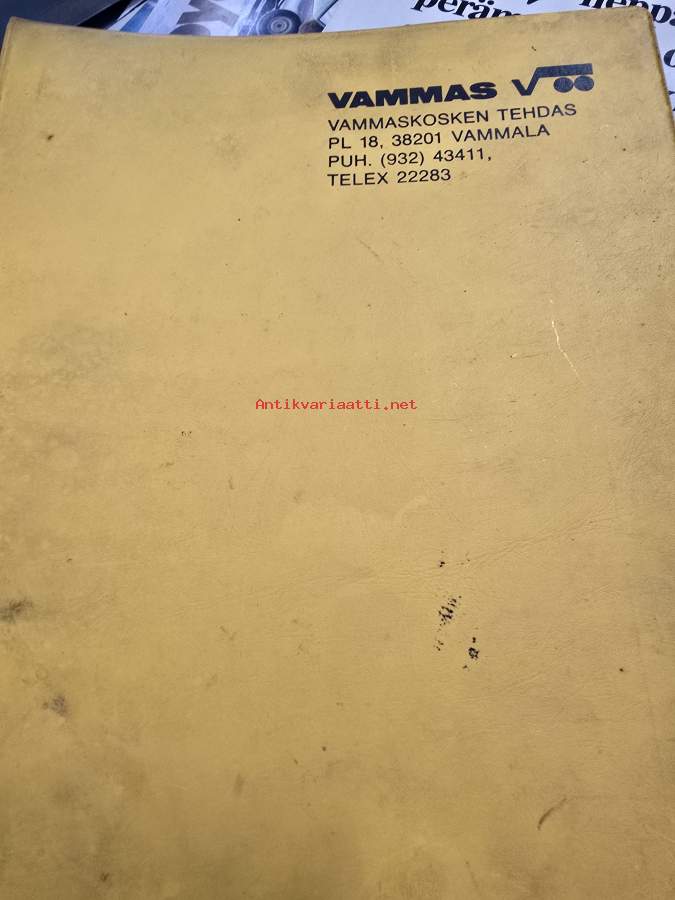 VAMMAS
VAMMASKOSKEN TEHDAS
PL 18, 38201 VAMMALA
PUH. (932) 43411,
TELEX 22283
Antikvariaatti.net